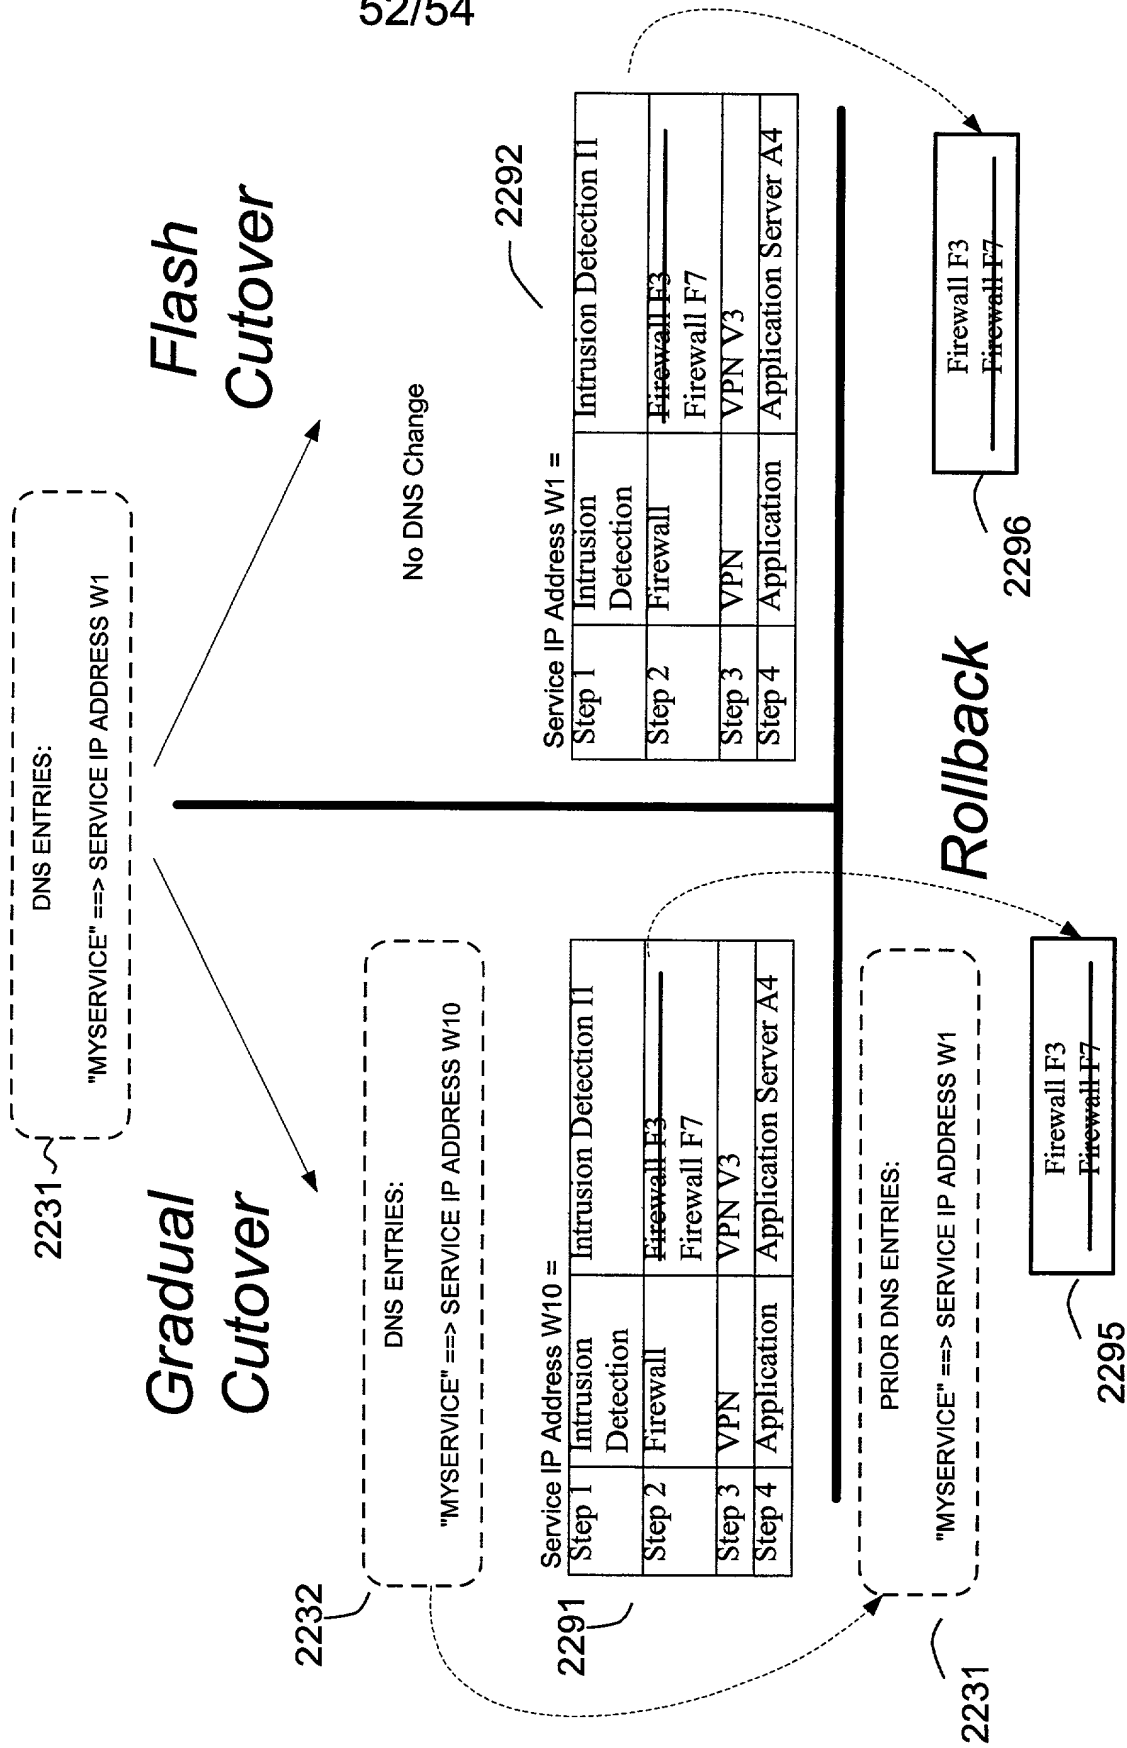 52/54
2231
DNS ENTRIES:
"MYSERVICE" ==> SERVICE IP ADDRESS W1
Gradual
Cutover
Flash
Cutover
2232
DNS ENTRIES:
"MYSERVICE" ==> SERVICE IP ADDRESS W10
No DNS Change
2291
Service IP Address W10 =
Step 1 Intrusion Detection Intrusion Detection I1
Step 2 Firewall Firewall F3
Firewall F7
Step 3 VPN VPN V3
Step 4 Application Application Server A4
2292
Service IP Address W1 =
Step 1 Intrusion Detection Intrusion Detection I1
Step 2 Firewall Firewall F3
Firewall F7
Step 3 VPN VPN V3
Step 4 Application Application Server A4
Rollback
2231
PRIOR DNS ENTRIES:
"MYSERVICE" ==> SERVICE IP ADDRESS W1
2295
Firewall F3
Firewall F7
2296
Firewall F3
Firewall F7